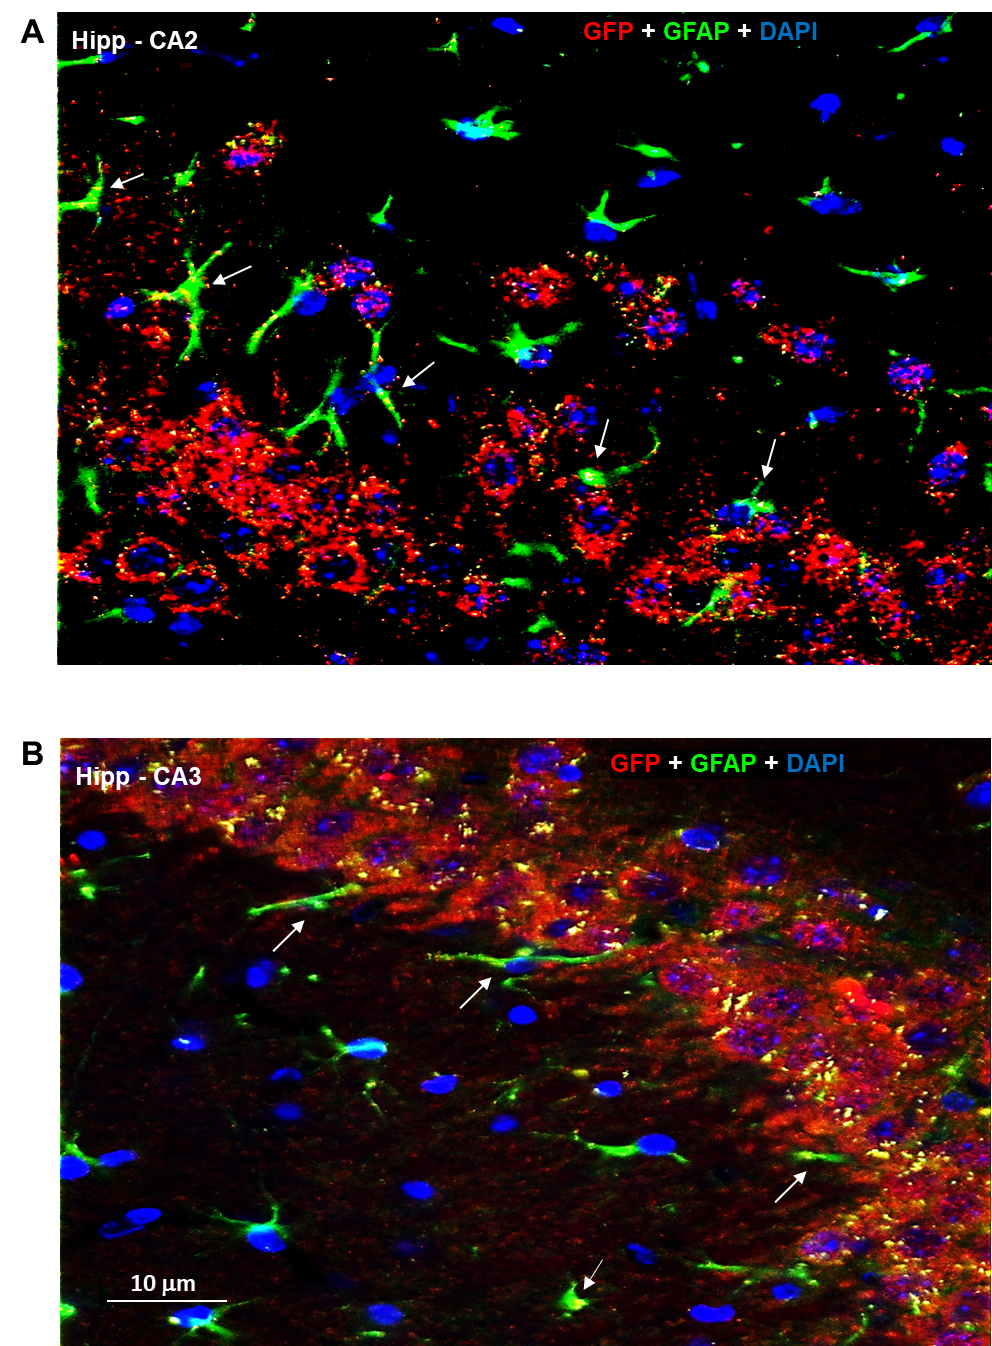 A
Hipp - CA2
GFP + GFAP + DAPI
B
Hipp - CA3
GFP + GFAP + DAPI
10 µm